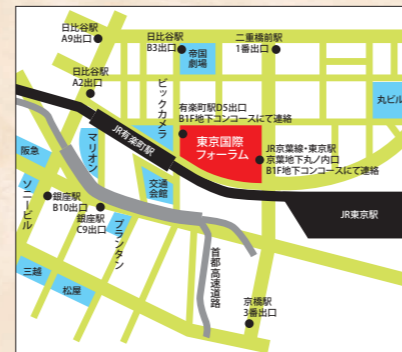 日比谷駅
A9出口
日比谷駅
B3出口
帝国
劇場
二重橋前駅
1番出口
日比谷駅
A2出口
ビックカメラ
有楽町駅D5出口
B1F地下コンコースにて連絡
丸ビル
JR有楽町駅
東京国際
フォーラム
マリオン
阪急
JR京葉線・東京駅
京葉地下丸ノ内口
B1F地下コンコースにて連絡
交通
会館
ソニービル
銀座駅
B10出口
銀座駅
C9出口
プランタン
JR東京駅
首都高速道路
三越
松屋
京橋駅
3番出口